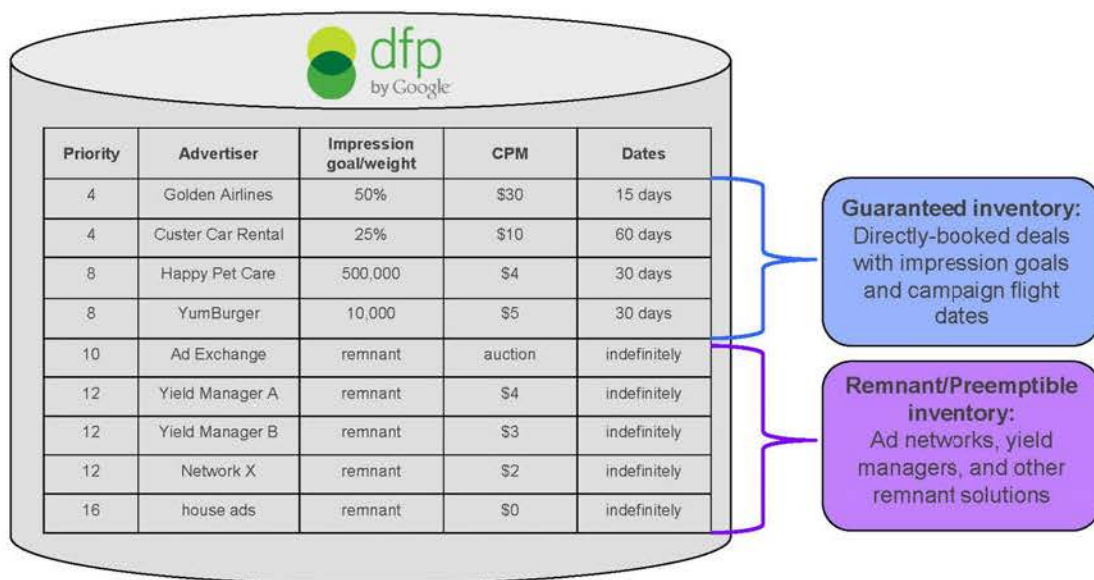 dfp
by Google
Priority Advertiser Impression goal/weight CPM Dates
4 Golden Airlines 50% $30 15 days
4 Custer Car Rental 25% $10 60 days
8 Happy Pet Care 500,000 $4 30 days
8 YumBurger 10,000 $5 30 days
10 Ad Exchange remnant auction indefinitely
12 Yield Manager A remnant $4 indefinitely
12 Yield Manager B remnant $3 indefinitely
12 Network X remnant $2 indefinitely
16 house ads remnant $0 indefinitely
Guaranteed inventory:
Directly-booked deals
with impression goals
and campaign flight
dates
Remnant/Preemptible
inventory:
Ad networks, yield
managers, and other
remnant solutions